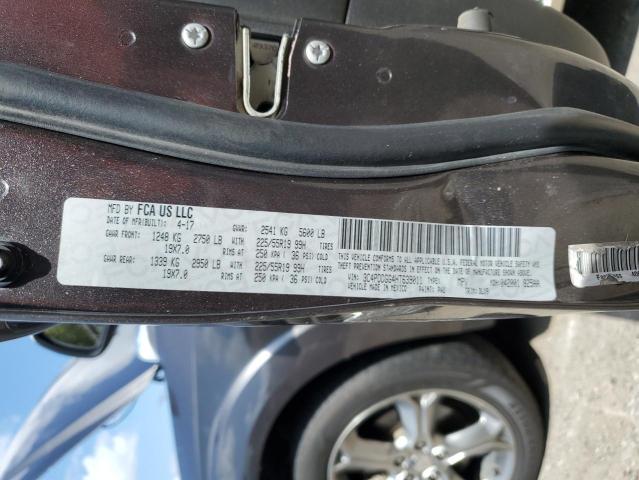 MFD BY FCA US LLC
DATE OF MFR(BUILT): 4-17 GVWR: 2541 KG 5600 LB
GAWR FRONT: 1248 KG 2750 LB WITH 225/55R19 99H TIRES
19X7.0 RIMS AT 250 KPA( 36 PSI) COLD
GAWR REAR: 1339 KG 2950 LB WITH 225/55R19 99H TIRES
19X7.0 RIMS AT 250 KPA( 36 PSI) COLD
THIS VEHICLE CONFORMS TO ALL APPLICABLE U.S.A. FEDERAL MOTOR VEHICLE SAFETY AND
THEFT PREVENTION STANDARDS IN EFFECT ON THE DATE OF MANUFACTURE SHOWN ABOVE.
TYPE: MPV
VEHICLE MADE IN MEXICO